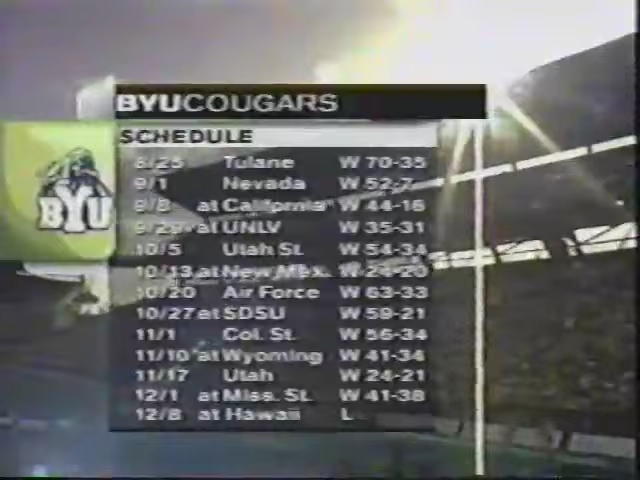 BYUCOUGARS
SCHEDULE
BYU
8/25 Tulane W 70-35
9/1 Nevada W 52-7
9/8 at California W 44-16
9/29 at UNLV W 35-31
10/5 Utah St. W 54-34
10/13 at New Mex. W 24-20
10/20 Air Force W 63-33
10/27 at SDSU W 59-21
11/1 Col. St. W 56-34
11/10 at Wyoming W 41-34
11/17 Utah W 24-21
12/1 at Miss. St. W 41-38
12/8 at Hawaii L